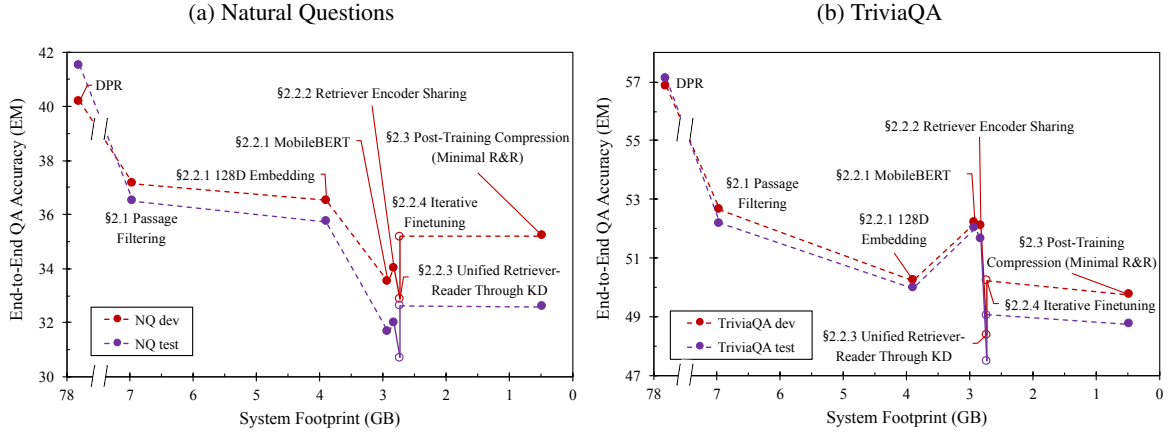 (a) Natural Questions
42
40
38
36
34
32
30
End-to-End QA Accuracy (EM)
DPR
§2.2.2 Retriever Encoder Sharing
§2.2.1 MobileBERT
§2.3 Post-Training Compression
(Minimal R&R)
§2.2.1 128D Embedding
§2.2.4 Iterative
Finetuning
§2.1 Passage
Filtering
§2.2.3 Unified Retriever-
Reader Through KD
NQ dev
NQ test
78 7 6 5 4 3 2 1 0
System Footprint (GB)
(b) TriviaQA
57
55
53
51
49
47
End-to-End QA Accuracy (EM)
DPR
§2.2.2 Retriever Encoder Sharing
§2.2.1 MobileBERT
§2.1 Passage
Filtering
§2.2.1 128D
Embedding
§2.3 Post-Training
Compression (Minimal R&R)
§2.2.4 Iterative Finetuning
§2.2.3 Unified Retriever-
Reader Through KD
TriviaQA dev
TriviaQA test
78 7 6 5 4 3 2 1 0
System Footprint (GB)